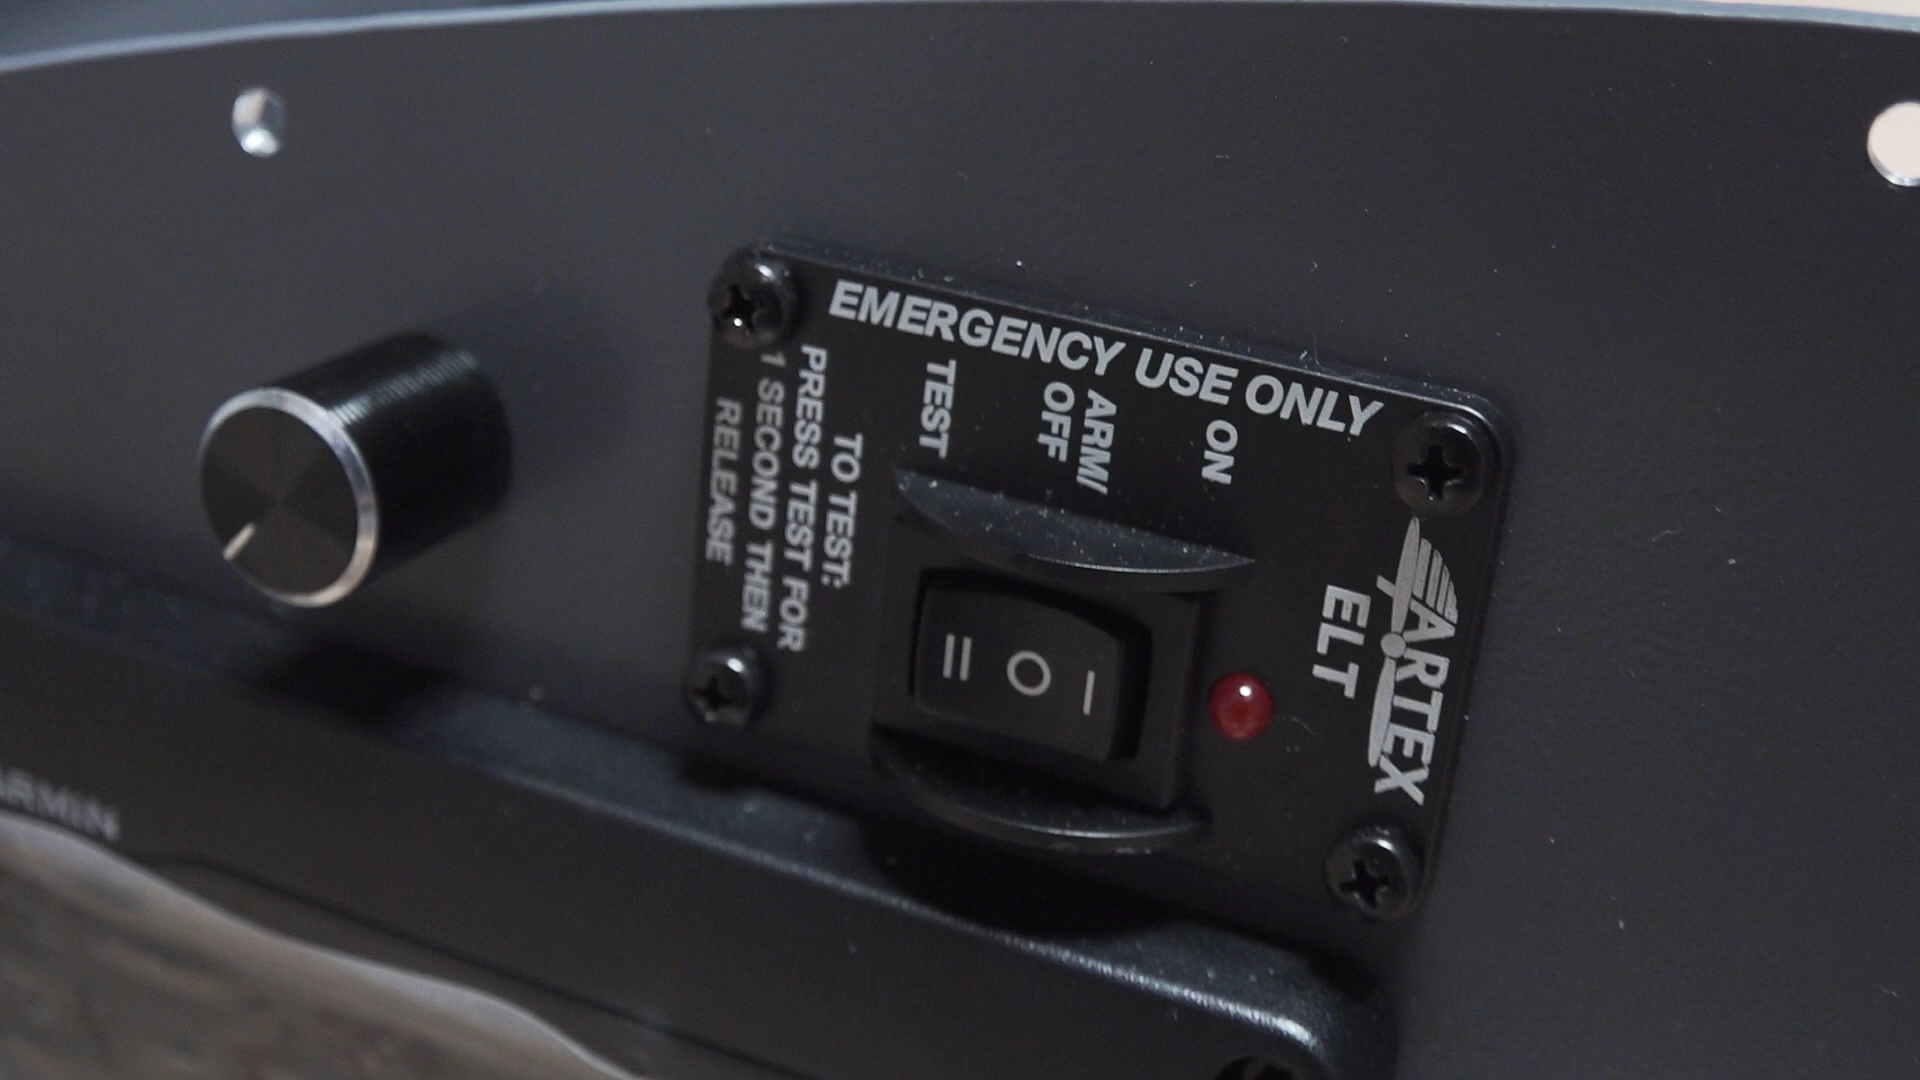 EMERGENCY USE ONLY
TEST
ARM/
OFF
ON
TO TEST:
PRESS TEST FOR
1 SECOND THEN
RELEASE
II O I
ARTEX
ELT
ARMIN